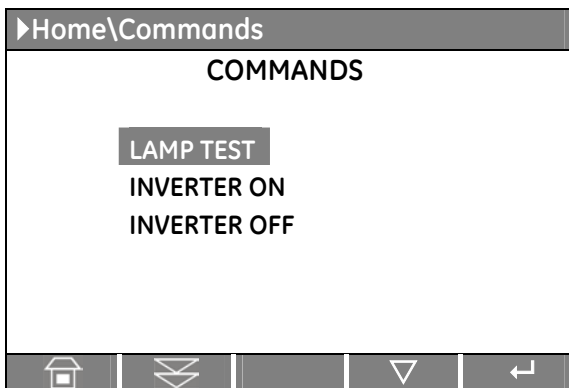 Home\Commands
COMMANDS
LAMP TEST
INVERTER ON
INVERTER OFF